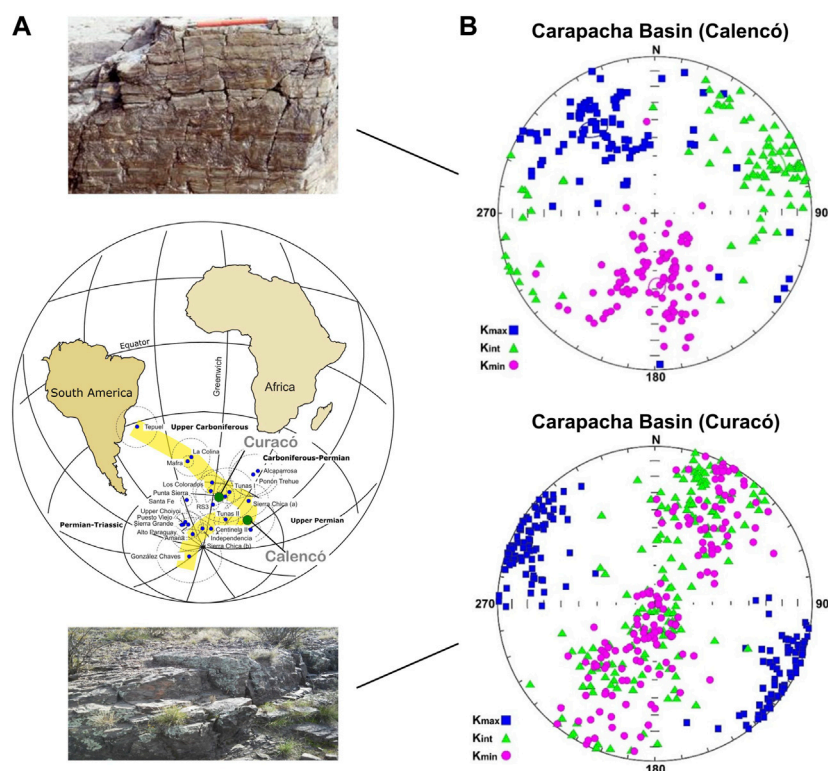 A
B
Carapacha Basin (Calencó)
N
270
90
180
Kmax
Kint
Kmin
Equator
Greenwich
South America
Africa
Tepuel
Upper Carboniferous
Curacó
La Colina
Mafra
Carboniferous-Permian
Alcaparrosa
Penón Trehue
Los Colorados
Tunas I
Punta Sierra
Santa Fe
RS3
Sierra Chica (a)
Upper Choiyoi
Puesto Viejo
Tunas II
Permian-Triassic
Sierra Grande
Centinela II
Upper Permian
Alto Paraguay
Independencia
Amaná
Sierra Chica (b)
Calencó
González Chaves
Carapacha Basin (Curacó)
N
270
90
180
Kmax
Kint
Kmin